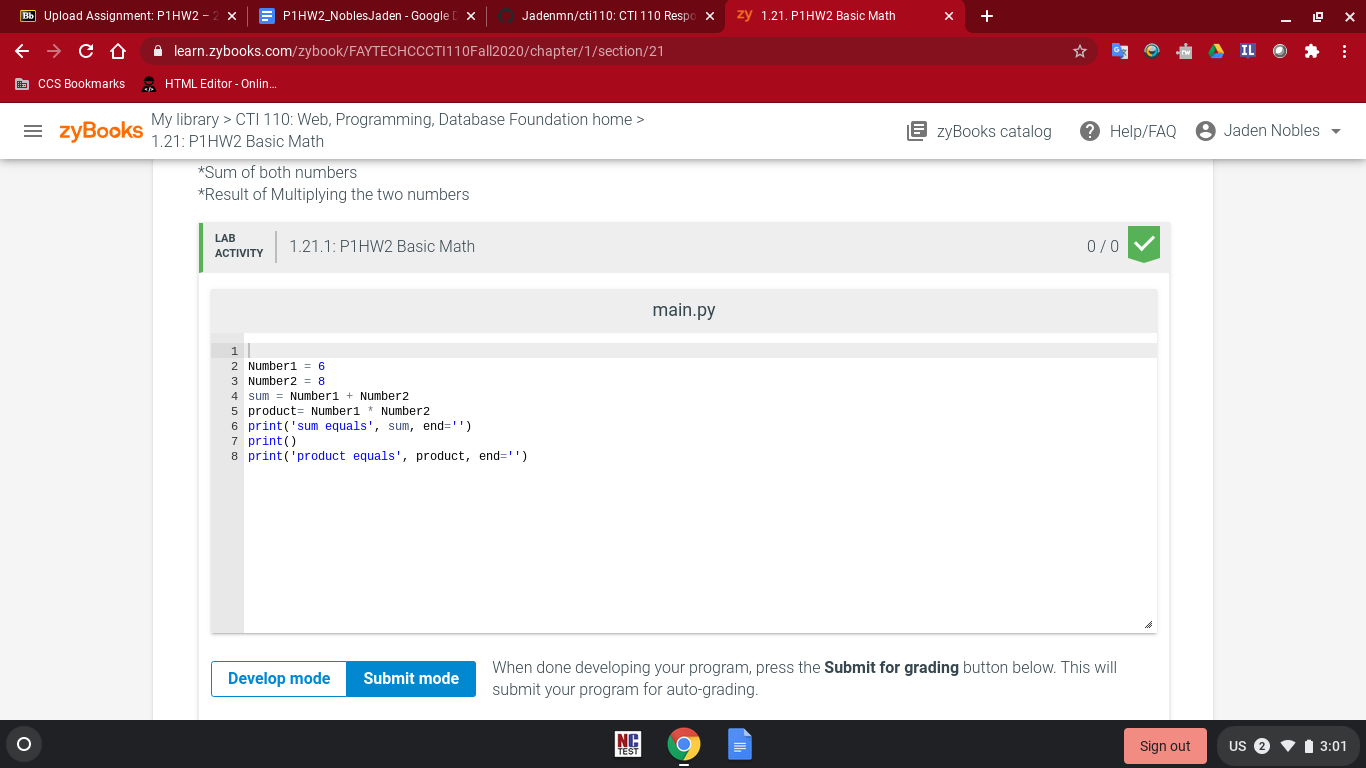 Bb Upload Assignment: P1HW2 – 2
P1HW2_NoblesJaden - Google D
Jadenmn/cti110: CTI 110 Respo
zy 1.21. P1HW2 Basic Math
learn.zybooks.com/zybook/FAYTECHCCCTI110Fall2020/chapter/1/section/21
CCS Bookmarks
HTML Editor - Onlin...
zyBooks
My library > CTI 110: Web, Programming, Database Foundation home >
1.21: P1HW2 Basic Math
zyBooks catalog
Help/FAQ
Jaden Nobles
*Sum of both numbers
*Result of Multiplying the two numbers
LAB
ACTIVITY
1.21.1: P1HW2 Basic Math
0 / 0
main.py
1
2 Number1 = 6
3 Number2 = 8
4 sum = Number1 + Number2
5 product= Number1 * Number2
6 print('sum equals', sum, end='')
7 print()
8 print('product equals', product, end='')
Develop mode
Submit mode
When done developing your program, press the Submit for grading button below. This will
submit your program for auto-grading.
NC
TEST
Sign out
US 2 3:01